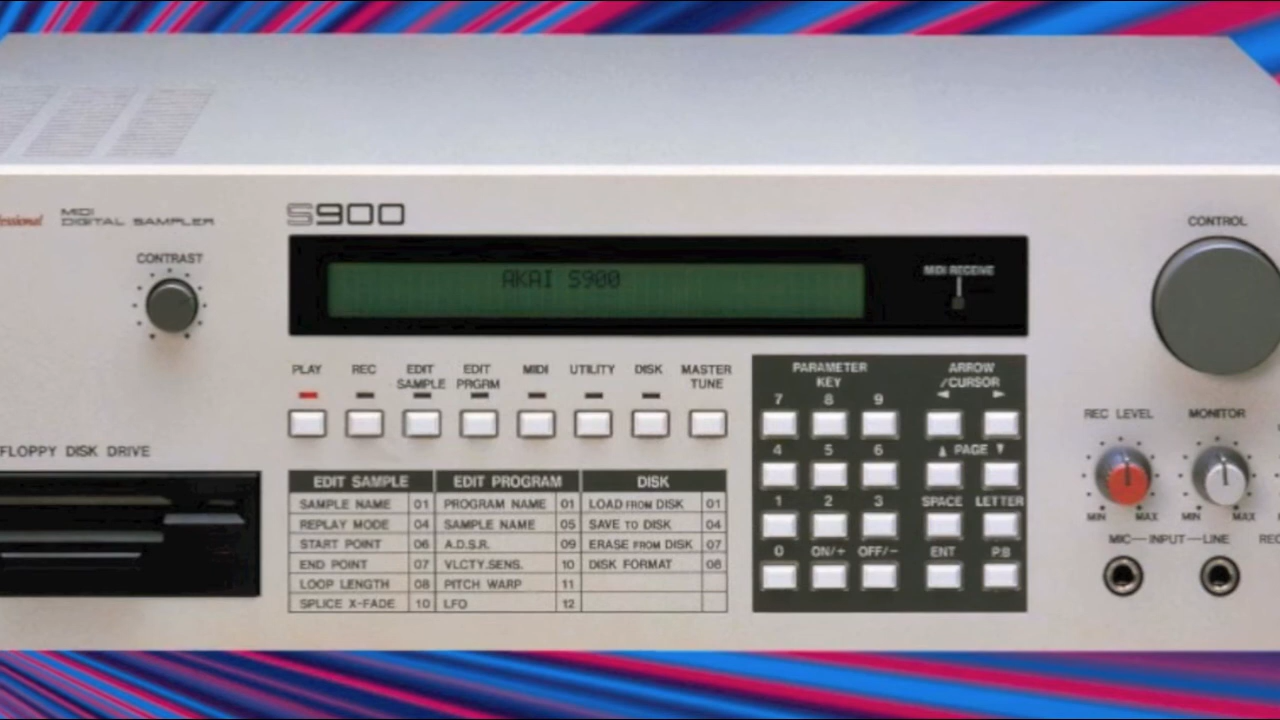 MIDI
DIGITAL SAMPLER
S900
CONTROL
CONTRAST
AKAI S900
MIDI RECEIVE
PLAY
REC
EDIT SAMPLE
EDIT PRGRM
MIDI
UTILITY
DISK
MASTER TUNE
PARAMETER KEY
ARROW /CURSOR
7 8 9
4 5 6 ▲ PAGE ▼
1 2 3 SPACE LETTER
0 ON/+ OFF/− ENT P.B
REC LEVEL
MONITOR
MIN MAX MIN MAX
MIC—INPUT—LINE
FLOPPY DISK DRIVE
EDIT SAMPLE EDIT PROGRAM DISK
SAMPLE NAME 01 PROGRAM NAME 01 LOAD FROM DISK 01
REPLAY MODE 04 SAMPLE NAME 05 SAVE TO DISK 04
START POINT 06 A.D.S.R. 09 ERASE FROM DISK 07
END POINT 07 VLCTY.SENS. 10 DISK FORMAT 08
LOOP LENGTH 08 PITCH WARP 11
SPLICE X-FADE 10 LFO 12